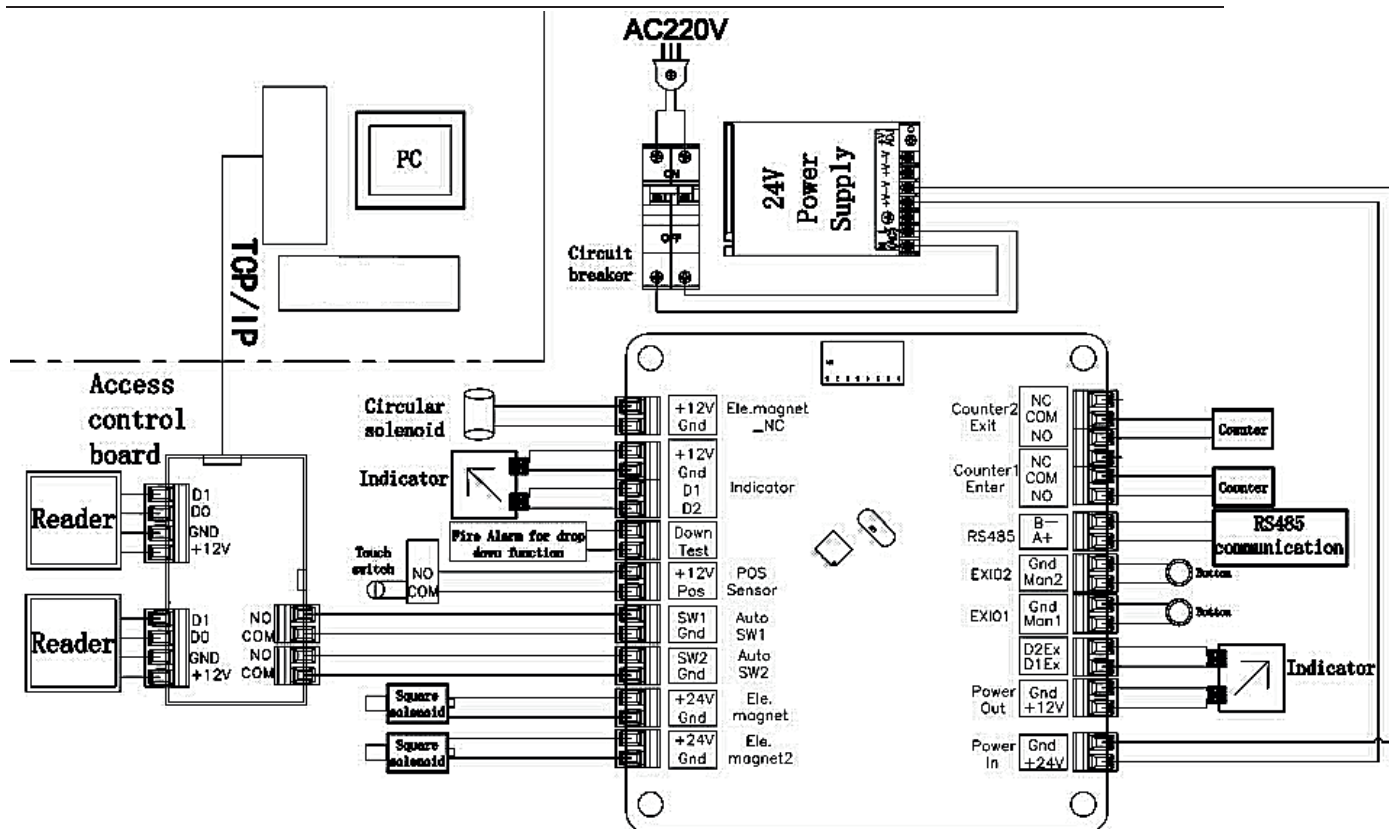 AC220V
PC
TCP/IP
24V
Power
Supply
ON
OFF
Circuit
breaker
Access
control
board
Reader
D1
D0
GND
+12V
Reader
D1
D0
GND
+12V
NO
COM
NO
COM
Circular
solenoid
+12V
Gnd
Ele.magnet
_NC
Indicator
+12V
Gnd
D1
D2
Indicator
Fire Alarm for drop
down function
Down
Test
Touch
switch
NO
COM
+12V
Pos
POS
Sensor
SW1
Gnd
Auto
SW1
SW2
Gnd
Auto
SW2
Square
solenoid
+24V
Gnd
Ele.
magnet
Square
solenoid
+24V
Gnd
Ele.
magnet2
Counter2
Exit
NC
COM
NO
Counter
Counter1
Enter
NC
COM
NO
Counter
RS485
B-
A+
RS485
communication
EXIO2
Gnd
Man2
Button
EXIO1
Gnd
Man1
Button
D2Ex
D1Ex
Indicator
Power
Out
Gnd
+12V
Power
In
Gnd
+24V